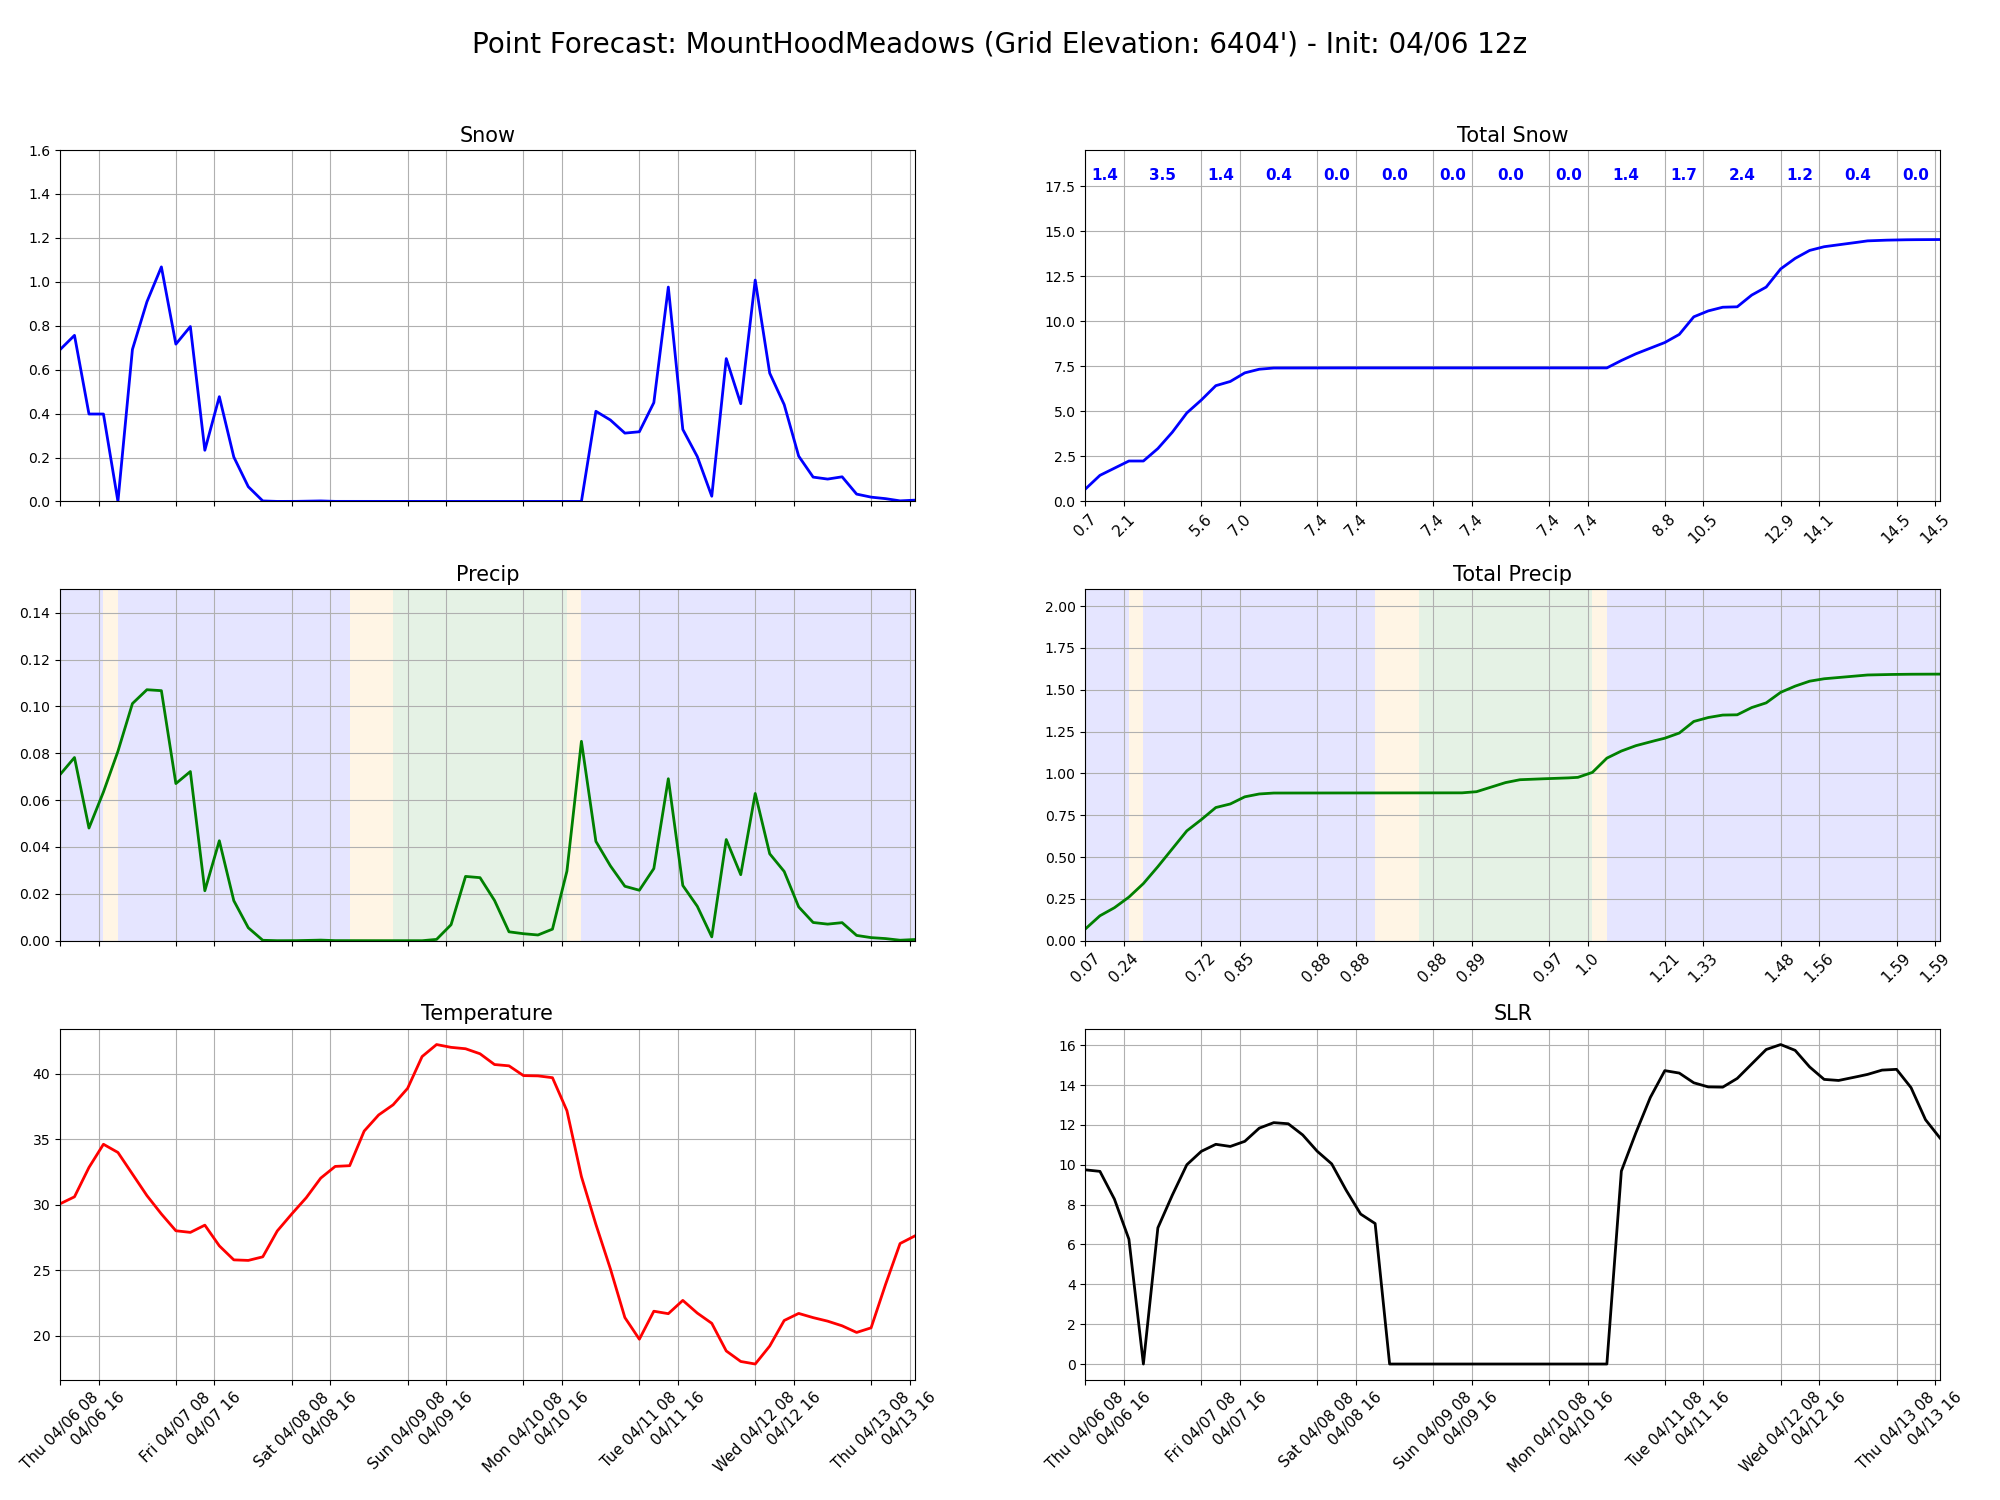 Point Forecast: MountHoodMeadows (Grid Elevation: 6404') - Init: 04/06 12z
Snow
1.6
1.4
1.2
1.0
0.8
0.6
0.4
0.2
0.0
Total Snow
1.4 3.5 1.4 0.4 0.0 0.0 0.0 0.0 0.0 1.4 1.7 2.4 1.2 0.4 0.0
17.5
15.0
12.5
10.0
7.5
5.0
2.5
0.0
0.7 2.1 5.6 7.0 7.4 7.4 7.4 7.4 7.4 7.4 8.8 10.5 12.9 14.1 14.5 14.5
Precip
0.14
0.12
0.10
0.08
0.06
0.04
0.02
0.00
Total Precip
2.00
1.75
1.50
1.25
1.00
0.75
0.50
0.25
0.00
0.07 0.24 0.72 0.85 0.88 0.88 0.88 0.89 0.97 1.0 1.21 1.33 1.48 1.56 1.59 1.59
Temperature
40
35
30
25
20
Thu 04/06 08
04/06 16
Fri 04/07 08
04/07 16
Sat 04/08 08
04/08 16
Sun 04/09 08
04/09 16
Mon 04/10 08
04/10 16
Tue 04/11 08
04/11 16
Wed 04/12 08
04/12 16
Thu 04/13 08
04/13 16
SLR
16
14
12
10
8
6
4
2
0
Thu 04/06 08
04/06 16
Fri 04/07 08
04/07 16
Sat 04/08 08
04/08 16
Sun 04/09 08
04/09 16
Mon 04/10 08
04/10 16
Tue 04/11 08
04/11 16
Wed 04/12 08
04/12 16
Thu 04/13 08
04/13 16